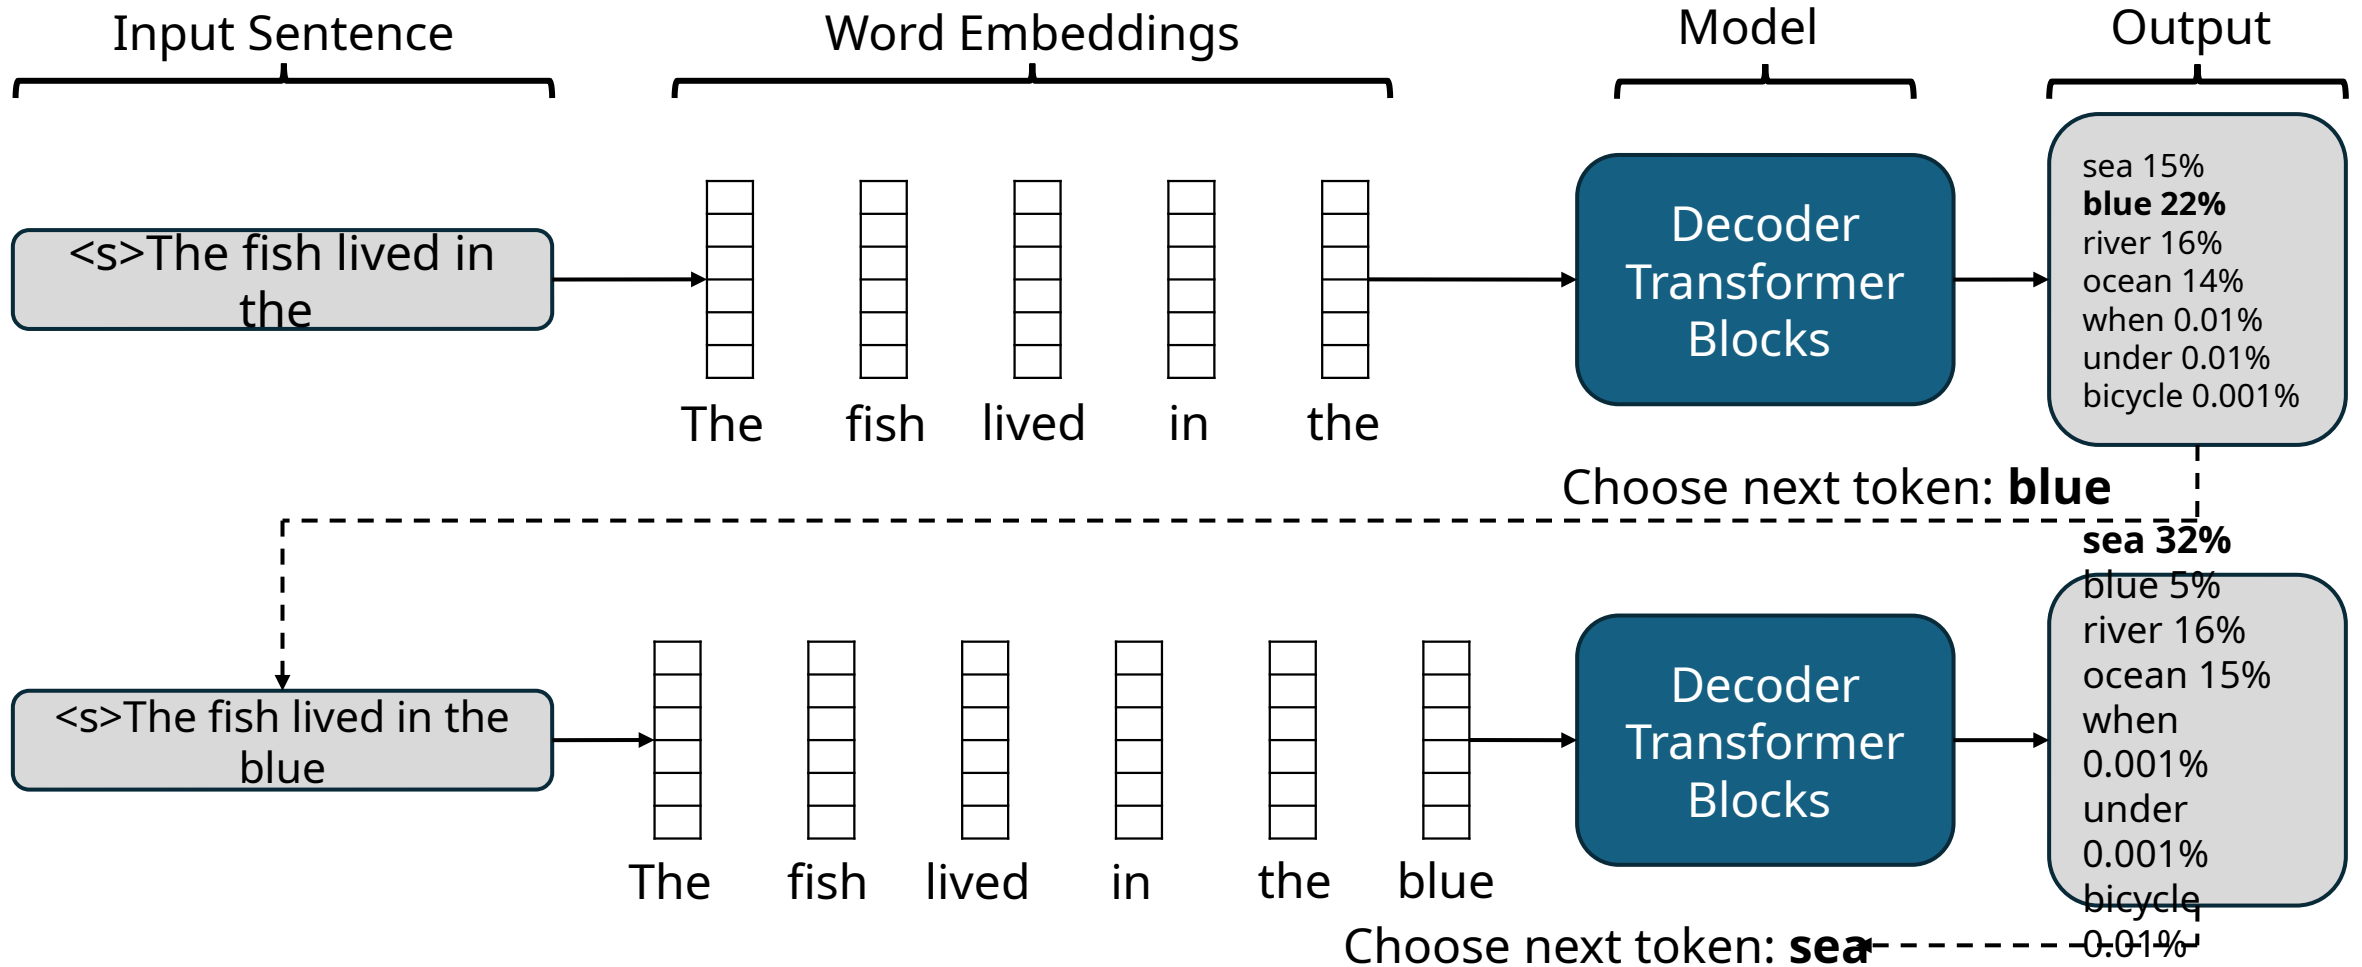 Input Sentence
Word Embeddings
Model
Output
<s>The fish lived in
the
The
fish
lived
in
the
Decoder
Transformer
Blocks
sea 15%
blue 22%
river 16%
ocean 14%
when 0.01%
under 0.01%
bicycle 0.001%
Choose next token: blue
<s>The fish lived in the
blue
The
fish
lived
in
the
blue
Decoder
Transformer
Blocks
sea 32%
blue 5%
river 16%
ocean 15%
when
0.001%
under
0.001%
bicycle
0.01%
Choose next token: sea